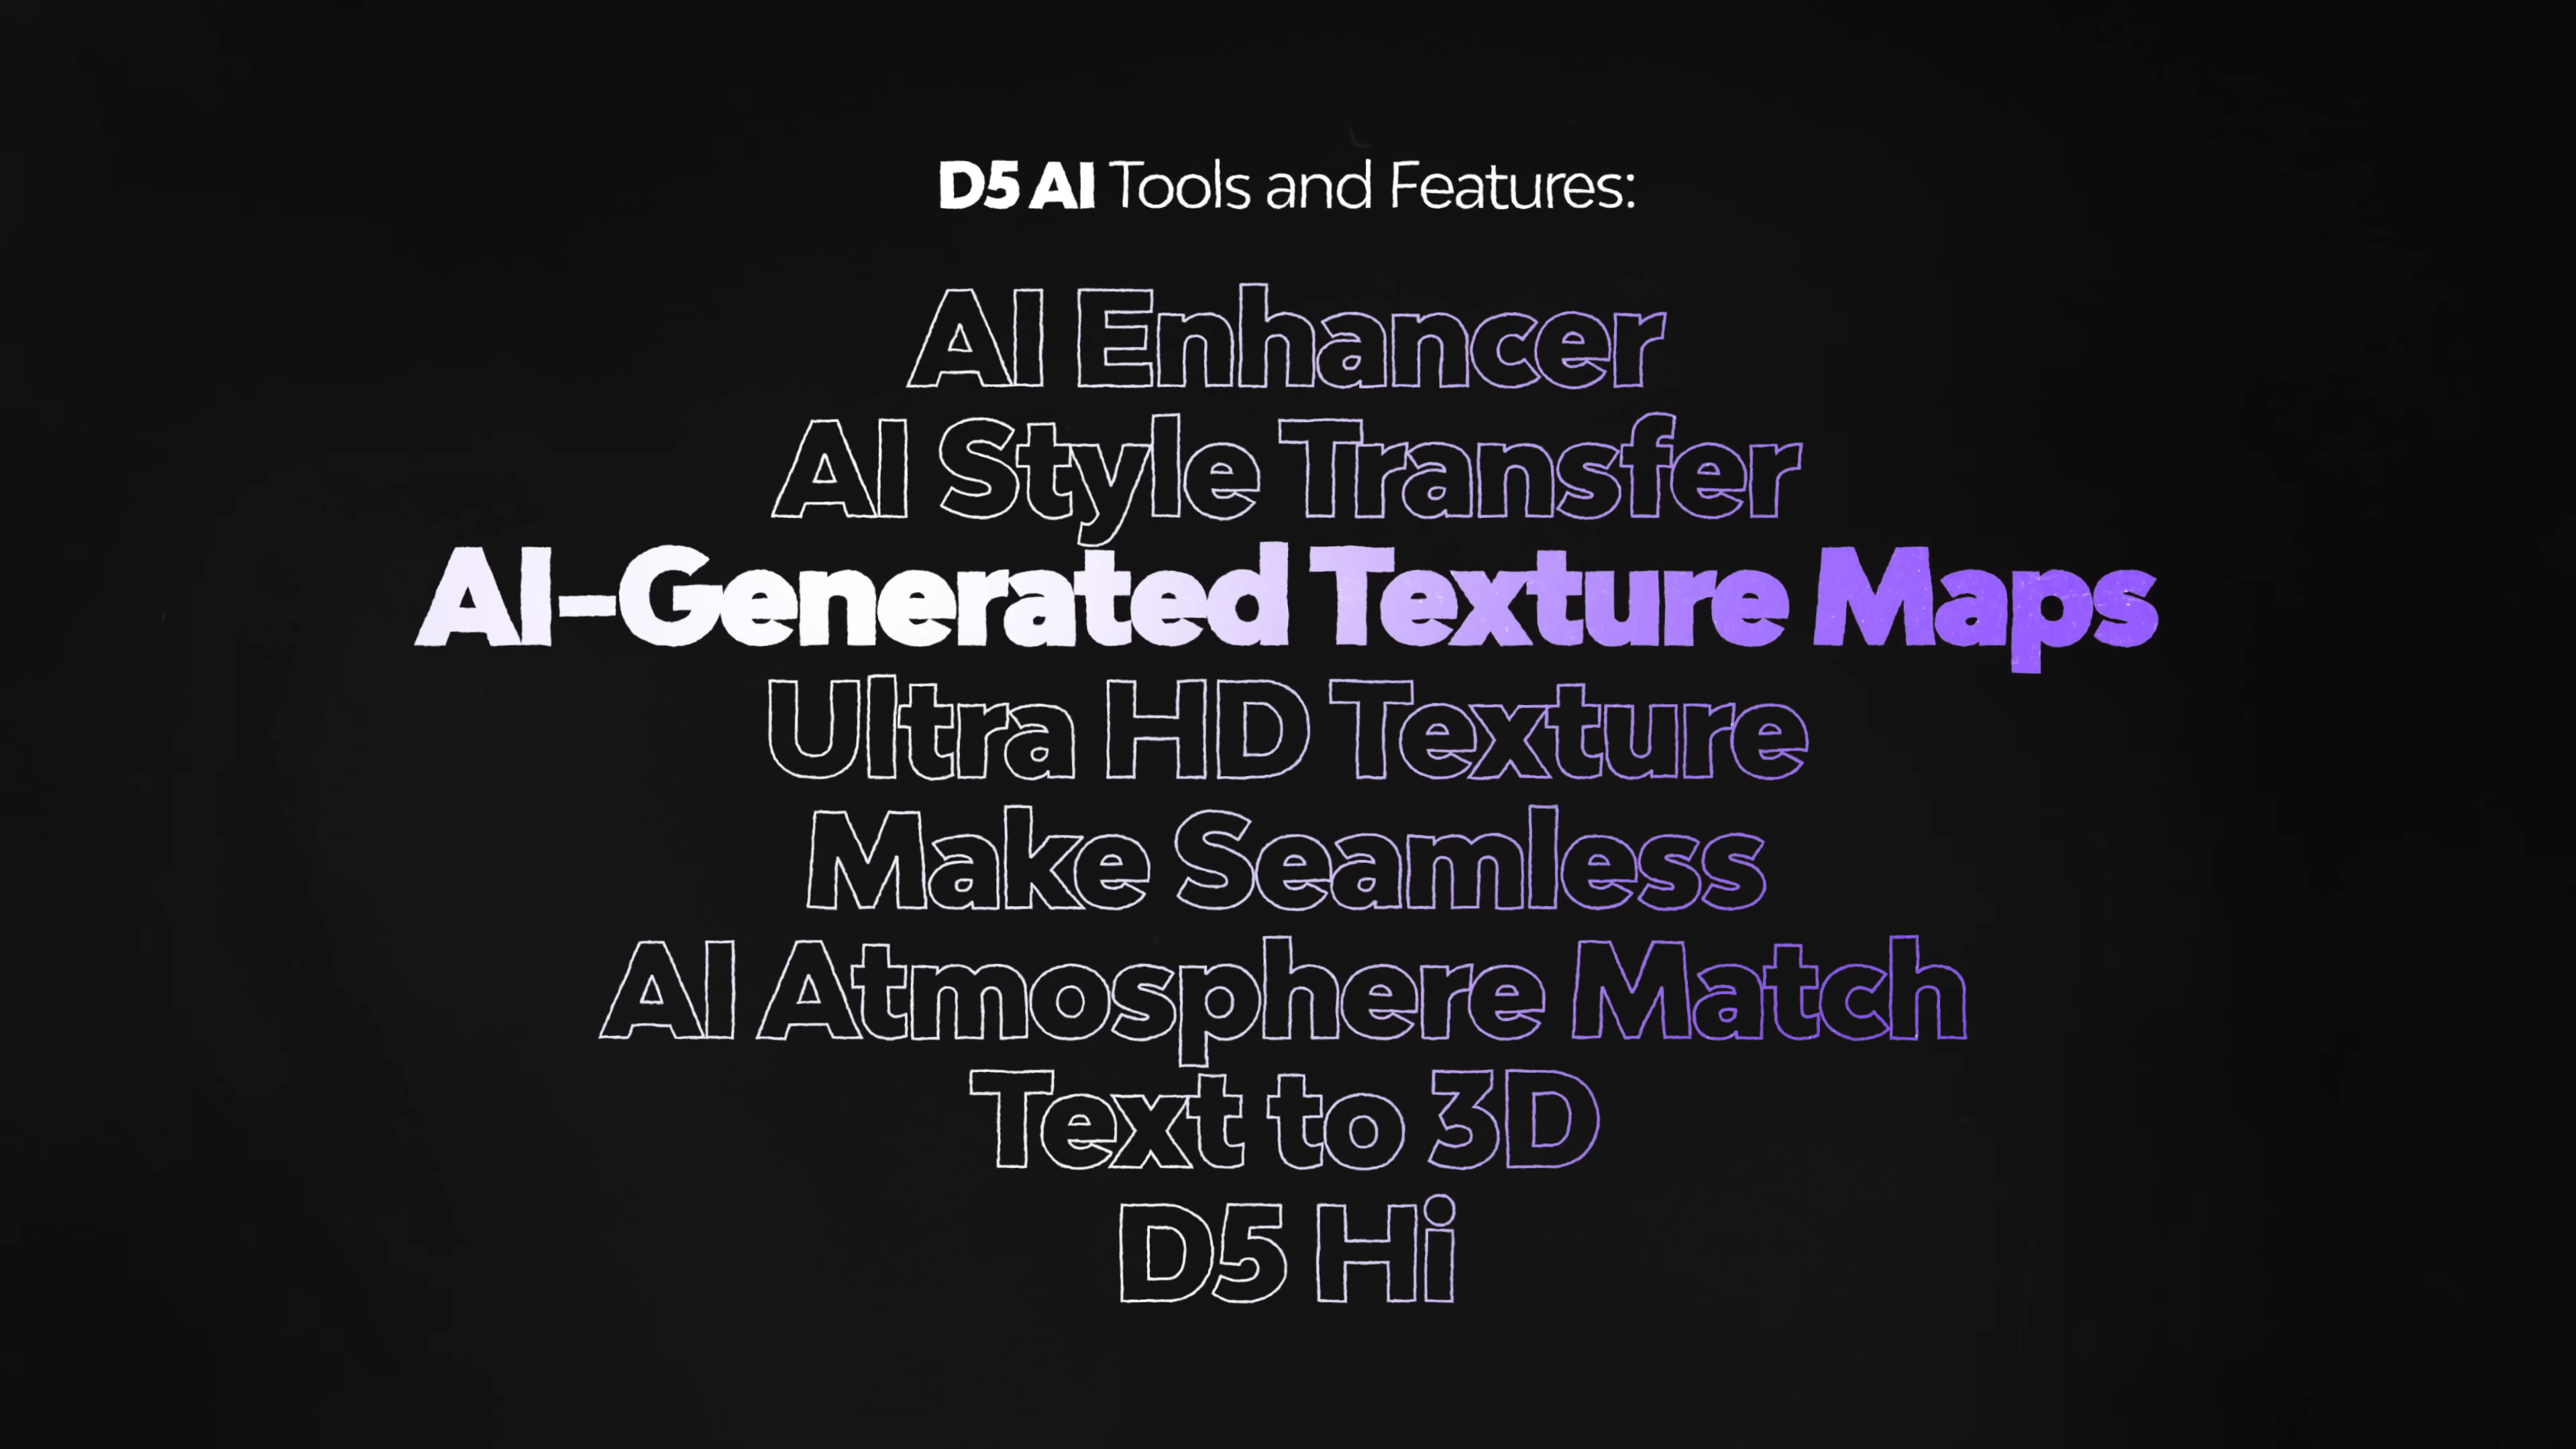 D5 AI Tools and Features:
AI Enhancer
AI Style Transfer
AI-Generated Texture Maps
Ultra HD Texture
Make Seamless
AI Atmosphere Match
Text to 3D
D5 Hi